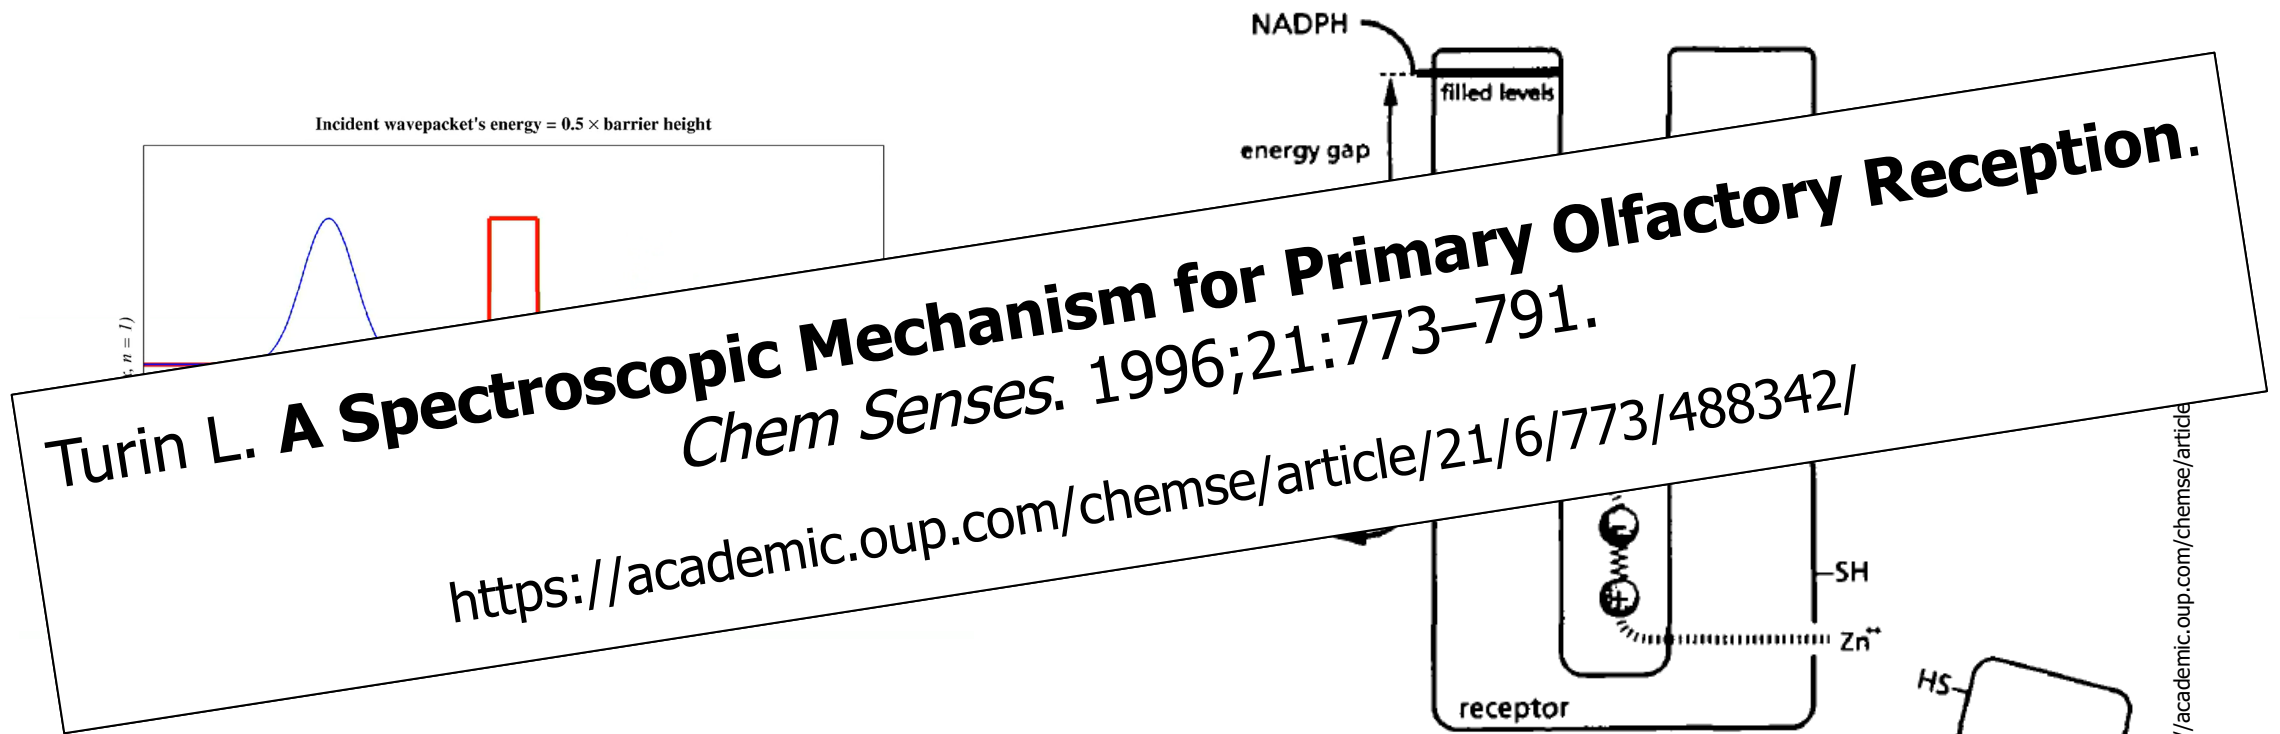 NADPH
filled levels
energy gap
Incident wavepacket's energy = 0.5 × barrier height
n = 1)
Turin L. A Spectroscopic Mechanism for Primary Olfactory Reception.
Chem Senses. 1996;21:773–791.
https://academic.oup.com/chemse/article/21/6/773/488342/
SH
Zn++
HS
receptor
/academic.oup.com/chemse/article